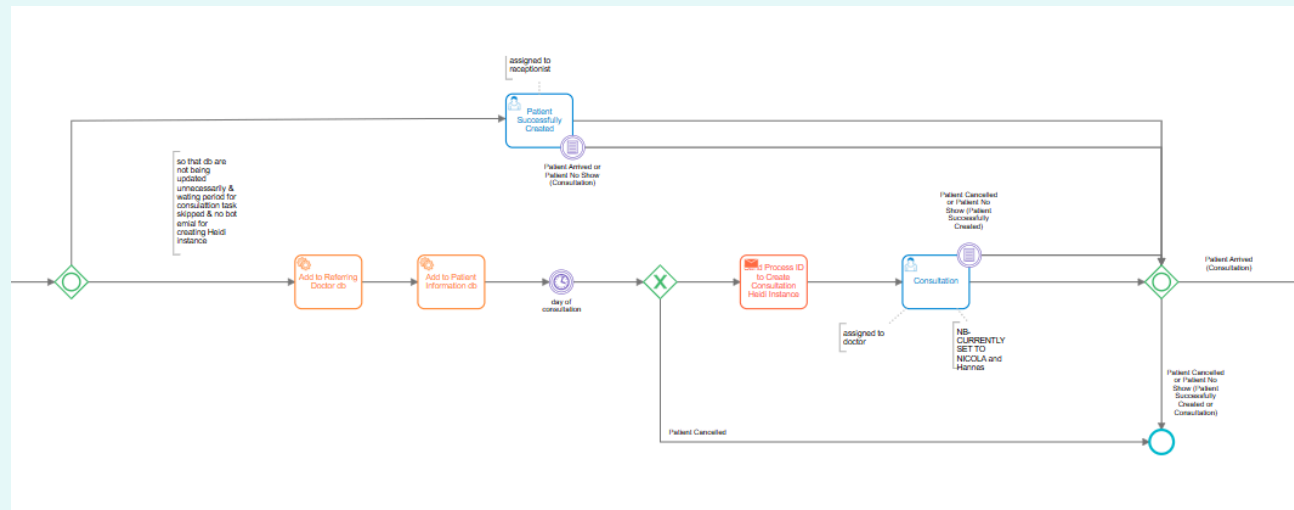 assigned to
receptionist
Patient
Successfully
Created
Patient Arrived or
Patient No Show
(Consultation)
so that db are
not being
updated
unnecessarily &
wating period for
consulattion task
skipped & no bot
emial for
creating Heidi
instance
Add to Referring
Doctor db
Add to Patient
Information db
day of
consultation
X
Process ID
to Create
Consultation
Heidi Instance
Patient Cancelled
or Patient No
Show (Patient
Successfully
Created)
Consultation
assigned to
doctor
NB-
CURRENTLY
SET TO
NICOLA and
Hannes
Patient Arrived
(Consultation)
Patient Cancelled
or Patient No
Show (Patient
Successfully
Created or
Consultation)
Patient Cancelled